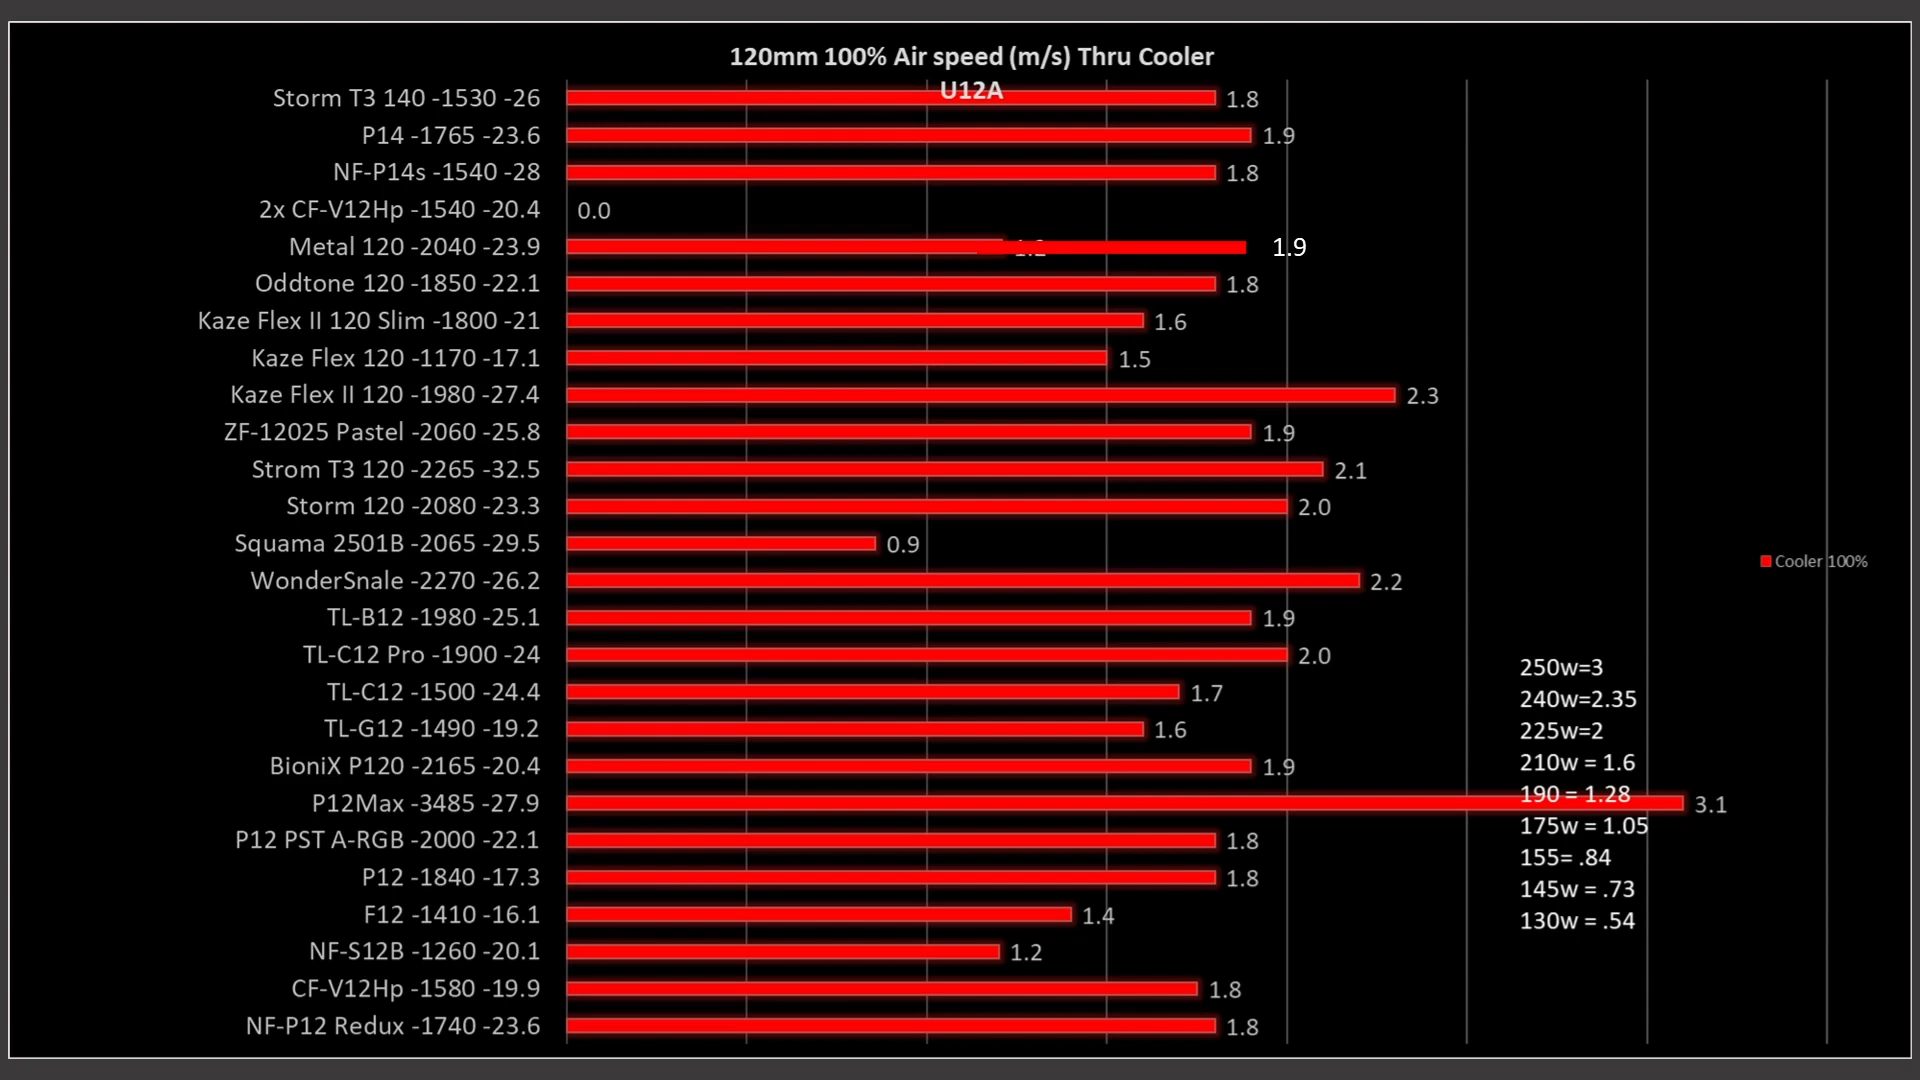 120mm 100% Air speed (m/s) Thru Cooler
U12A
Storm T3 140 -1530 -26 1.8
P14 -1765 -23.6 1.9
NF-P14s -1540 -28 1.8
2x CF-V12Hp -1540 -20.4 0.0
Metal 120 -2040 -23.9 1.9
Oddtone 120 -1850 -22.1 1.8
Kaze Flex II 120 Slim -1800 -21 1.6
Kaze Flex 120 -1170 -17.1 1.5
Kaze Flex II 120 -1980 -27.4 2.3
ZF-12025 Pastel -2060 -25.8 1.9
Strom T3 120 -2265 -32.5 2.1
Storm 120 -2080 -23.3 2.0
Squama 2501B -2065 -29.5 0.9
WonderSnale -2270 -26.2 2.2
TL-B12 -1980 -25.1 1.9
TL-C12 Pro -1900 -24 2.0
TL-C12 -1500 -24.4 1.7
TL-G12 -1490 -19.2 1.6
BioniX P120 -2165 -20.4 1.9
P12Max -3485 -27.9 3.1
P12 PST A-RGB -2000 -22.1 1.8
P12 -1840 -17.3 1.8
F12 -1410 -16.1 1.4
NF-S12B -1260 -20.1 1.2
CF-V12Hp -1580 -19.9 1.8
NF-P12 Redux -1740 -23.6 1.8
Cooler 100%
250w=3
240w=2.35
225w=2
210w = 1.6
190 = 1.28
175w = 1.05
155= .84
145w = .73
130w = .54